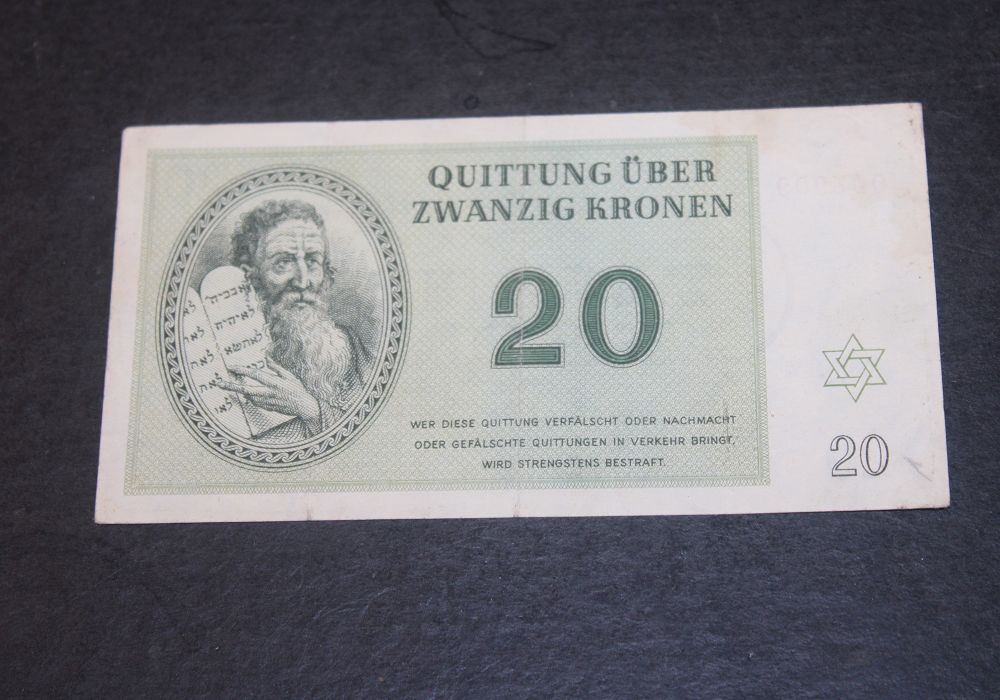 QUITTUNG ÜBER
ZWANZIG KRONEN
20
WER DIESE QUITTUNG VERFÄLSCHT ODER NACHMACHT
ODER GEFÄLSCHTE QUITTUNGEN IN VERKEHR BRINGT,
WIRD STRENGSTENS BESTRAFT.
20